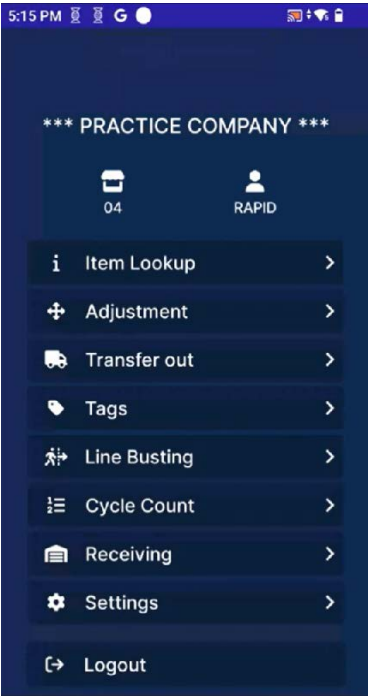 5:15 PM G
*** PRACTICE COMPANY ***
04 RAPID
Item Lookup
Adjustment
Transfer out
Tags
Line Busting
Cycle Count
Receiving
Settings
Logout